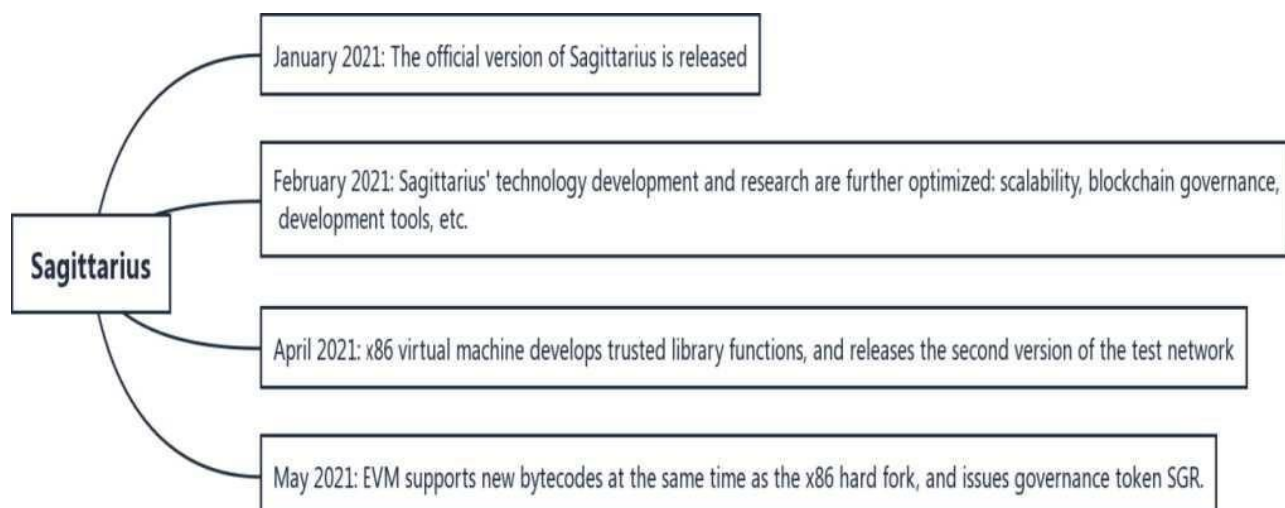 January 2021: The official version of Sagittarius is released
February 2021: Sagittarius' technology development and research are further optimized: scalability, blockchain governance,
development tools, etc.
Sagittarius
April 2021: x86 virtual machine develops trusted library functions, and releases the second version of the test network
May 2021: EVM supports new bytecodes at the same time as the x86 hard fork, and issues governance token SGR.